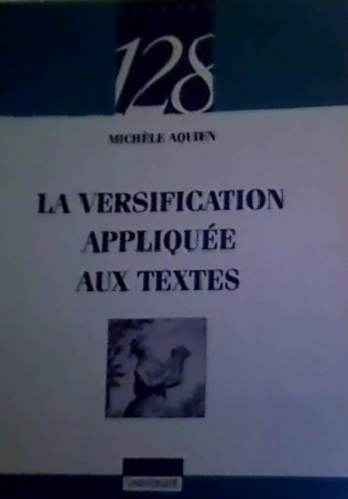 128
MICHÈLE AQUIEN
LA VERSIFICATION
APPLIQUÉE
AUX TEXTES